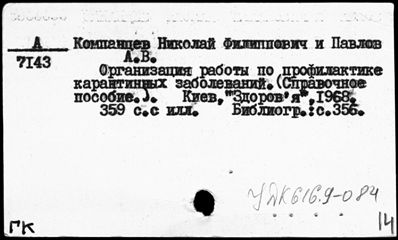 А
7143
Компанцев Николай Филиппович и Павлов
А.В.
Организация работы по профилактике
карантинных заболеваний. (Справочное
пособие.). Киев,"Здоров'я",1968.
359 с.с илл. Библиогр.:с.356.
УДК616.9-084
ГК
14